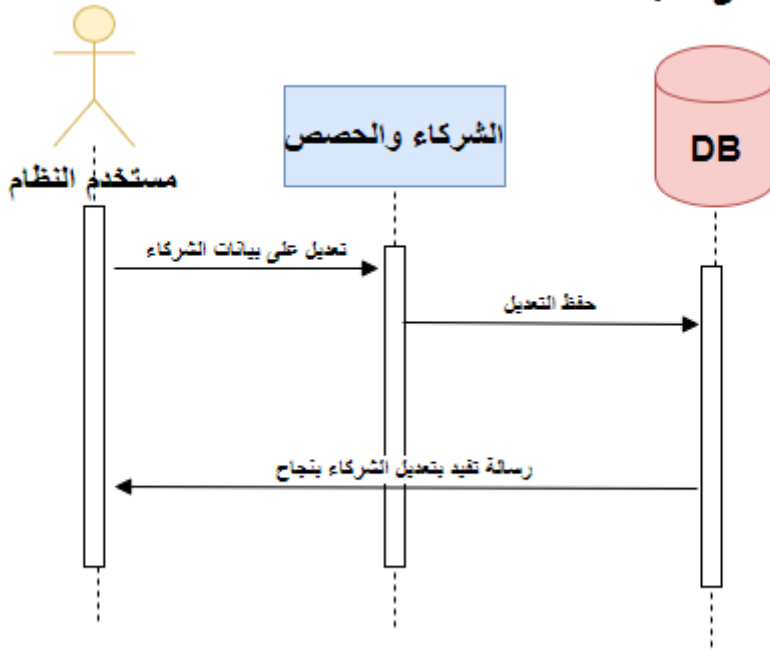 الشركاء والحصص
DB
مستخدم النظام
تعديل على بيانات الشركاء
حفظ التعديل
رسالة تفيد بتعديل الشركاء بنجاح